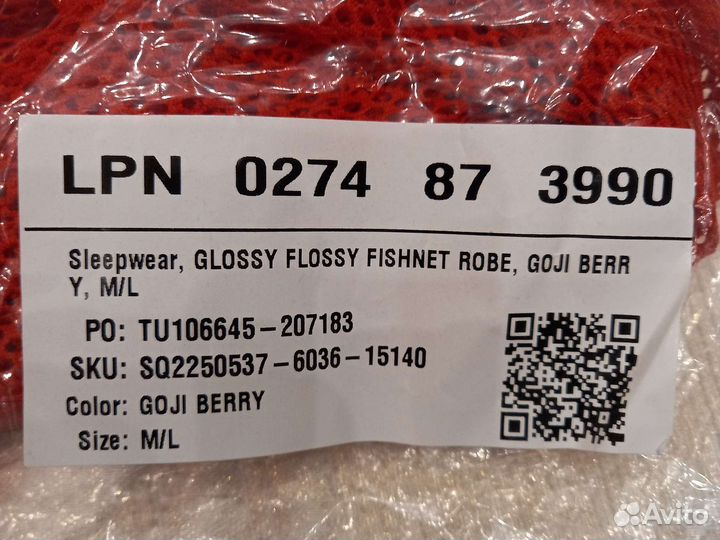 LPN 0274 87 3990
Sleepwear, GLOSSY FLOSSY FISHNET ROBE, GOJI BERR
Y, M/L
PO: TU106645-207183
SKU: SQ2250537-6036-15140
Color: GOJI BERRY
Size: M/L
Avito